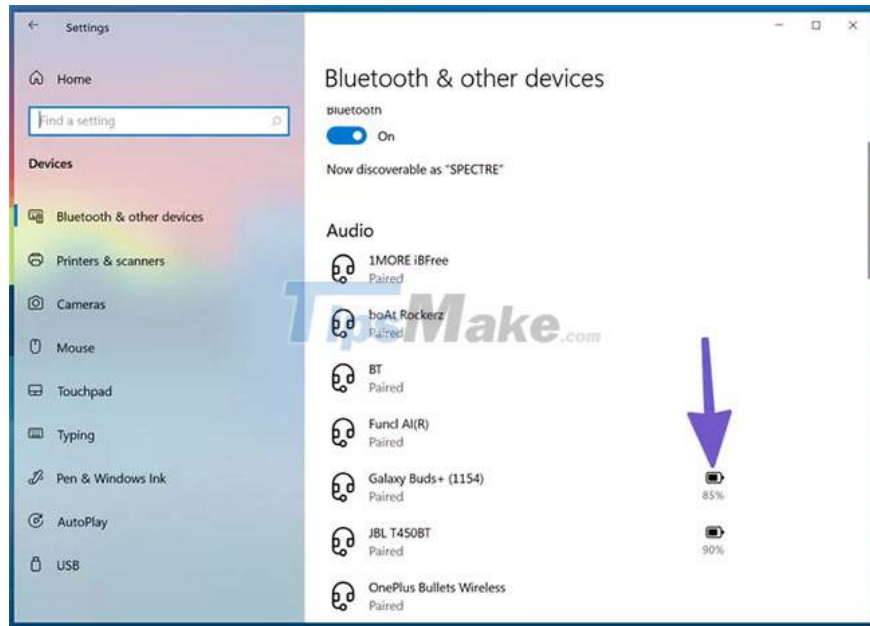 Settings
Home
Find a setting
Devices
Bluetooth & other devices
Printers & scanners
Cameras
Mouse
Touchpad
Typing
Pen & Windows Ink
AutoPlay
USB
Bluetooth & other devices
Bluetooth
On
Now discoverable as "SPECTRE"
Audio
1MORE iBFree
Paired
boAt Rockerz
Paired
BT
Paired
Funcl AI(R)
Paired
Galaxy Buds+ (1154)
Paired
85%
JBL T450BT
Paired
90%
OnePlus Bullets Wireless
Paired
TipsMake.com